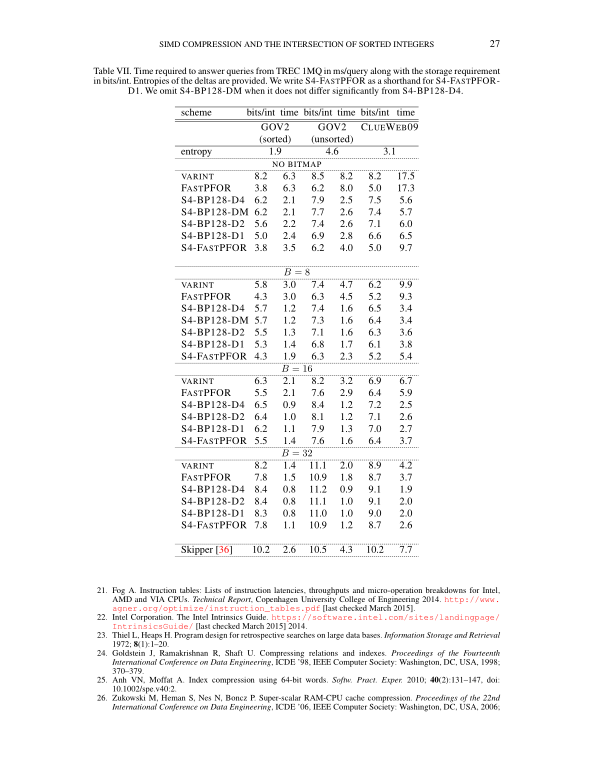 SIMD COMPRESSION AND THE INTERSECTION OF SORTED INTEGERS 27
Table VII. Time required to answer queries from TREC 1MQ in ms/query along with the storage requirement
in bits/int. Entropies of the deltas are provided. We write S4-FASTPFOR as a shorthand for S4-FASTPFOR-
D1. We omit S4-BP128-DM when it does not differ significantly from S4-BP128-D4.
scheme bits/int time bits/int time bits/int time
GOV2 GOV2 CLUEWEB09
(sorted) (unsorted)
entropy 1.9 4.6 3.1
NO BITMAP
VARINT 8.2 6.3 8.5 8.2 8.2 17.5
FASTPFOR 3.8 6.3 6.2 8.0 5.0 17.3
S4-BP128-D4 6.2 2.1 7.9 2.5 7.5 5.6
S4-BP128-DM 6.2 2.1 7.7 2.6 7.4 5.7
S4-BP128-D2 5.6 2.2 7.4 2.6 7.1 6.0
S4-BP128-D1 5.0 2.4 6.9 2.8 6.6 6.5
S4-FASTPFOR 3.8 3.5 6.2 4.0 5.0 9.7
B = 8
VARINT 5.8 3.0 7.4 4.7 6.2 9.9
FASTPFOR 4.3 3.0 6.3 4.5 5.2 9.3
S4-BP128-D4 5.7 1.2 7.4 1.6 6.5 3.4
S4-BP128-DM 5.7 1.2 7.3 1.6 6.4 3.4
S4-BP128-D2 5.5 1.3 7.1 1.6 6.3 3.6
S4-BP128-D1 5.3 1.4 6.8 1.7 6.1 3.8
S4-FASTPFOR 4.3 1.9 6.3 2.3 5.2 5.4
B = 16
VARINT 6.3 2.1 8.2 3.2 6.9 6.7
FASTPFOR 5.5 2.1 7.6 2.9 6.4 5.9
S4-BP128-D4 6.5 0.9 8.4 1.2 7.2 2.5
S4-BP128-D2 6.4 1.0 8.1 1.2 7.1 2.6
S4-BP128-D1 6.2 1.1 7.9 1.3 7.0 2.7
S4-FASTPFOR 5.5 1.4 7.6 1.6 6.4 3.7
B = 32
VARINT 8.2 1.4 11.1 2.0 8.9 4.2
FASTPFOR 7.8 1.5 10.9 1.8 8.7 3.7
S4-BP128-D4 8.4 0.8 11.2 0.9 9.1 1.9
S4-BP128-D2 8.4 0.8 11.1 1.0 9.1 2.0
S4-BP128-D1 8.3 0.8 11.0 1.0 9.0 2.0
S4-FASTPFOR 7.8 1.1 10.9 1.2 8.7 2.6
Skipper [36] 10.2 2.6 10.5 4.3 10.2 7.7
21. Fog A. Instruction tables: Lists of instruction latencies, throughputs and micro-operation breakdowns for Intel,
AMD and VIA CPUs. Technical Report, Copenhagen University College of Engineering 2014. http://www.
agner.org/optimize/instruction_tables.pdf [last checked March 2015].
22. Intel Corporation. The Intel Intrinsics Guide. https://software.intel.com/sites/landingpage/
IntrinsicsGuide/ [last checked March 2015] 2014.
23. Thiel L, Heaps H. Program design for retrospective searches on large data bases. Information Storage and Retrieval
1972; 8(1):1–20.
24. Goldstein J, Ramakrishnan R, Shaft U. Compressing relations and indexes. Proceedings of the Fourteenth
International Conference on Data Engineering, ICDE '98, IEEE Computer Society: Washington, DC, USA, 1998;
370–379.
25. Anh VN, Moffat A. Index compression using 64-bit words. Softw. Pract. Exper. 2010; 40(2):131–147, doi:
10.1002/spe.v40:2.
26. Zukowski M, Heman S, Nes N, Boncz P. Super-scalar RAM-CPU cache compression. Proceedings of the 22nd
International Conference on Data Engineering, ICDE '06, IEEE Computer Society: Washington, DC, USA, 2006;